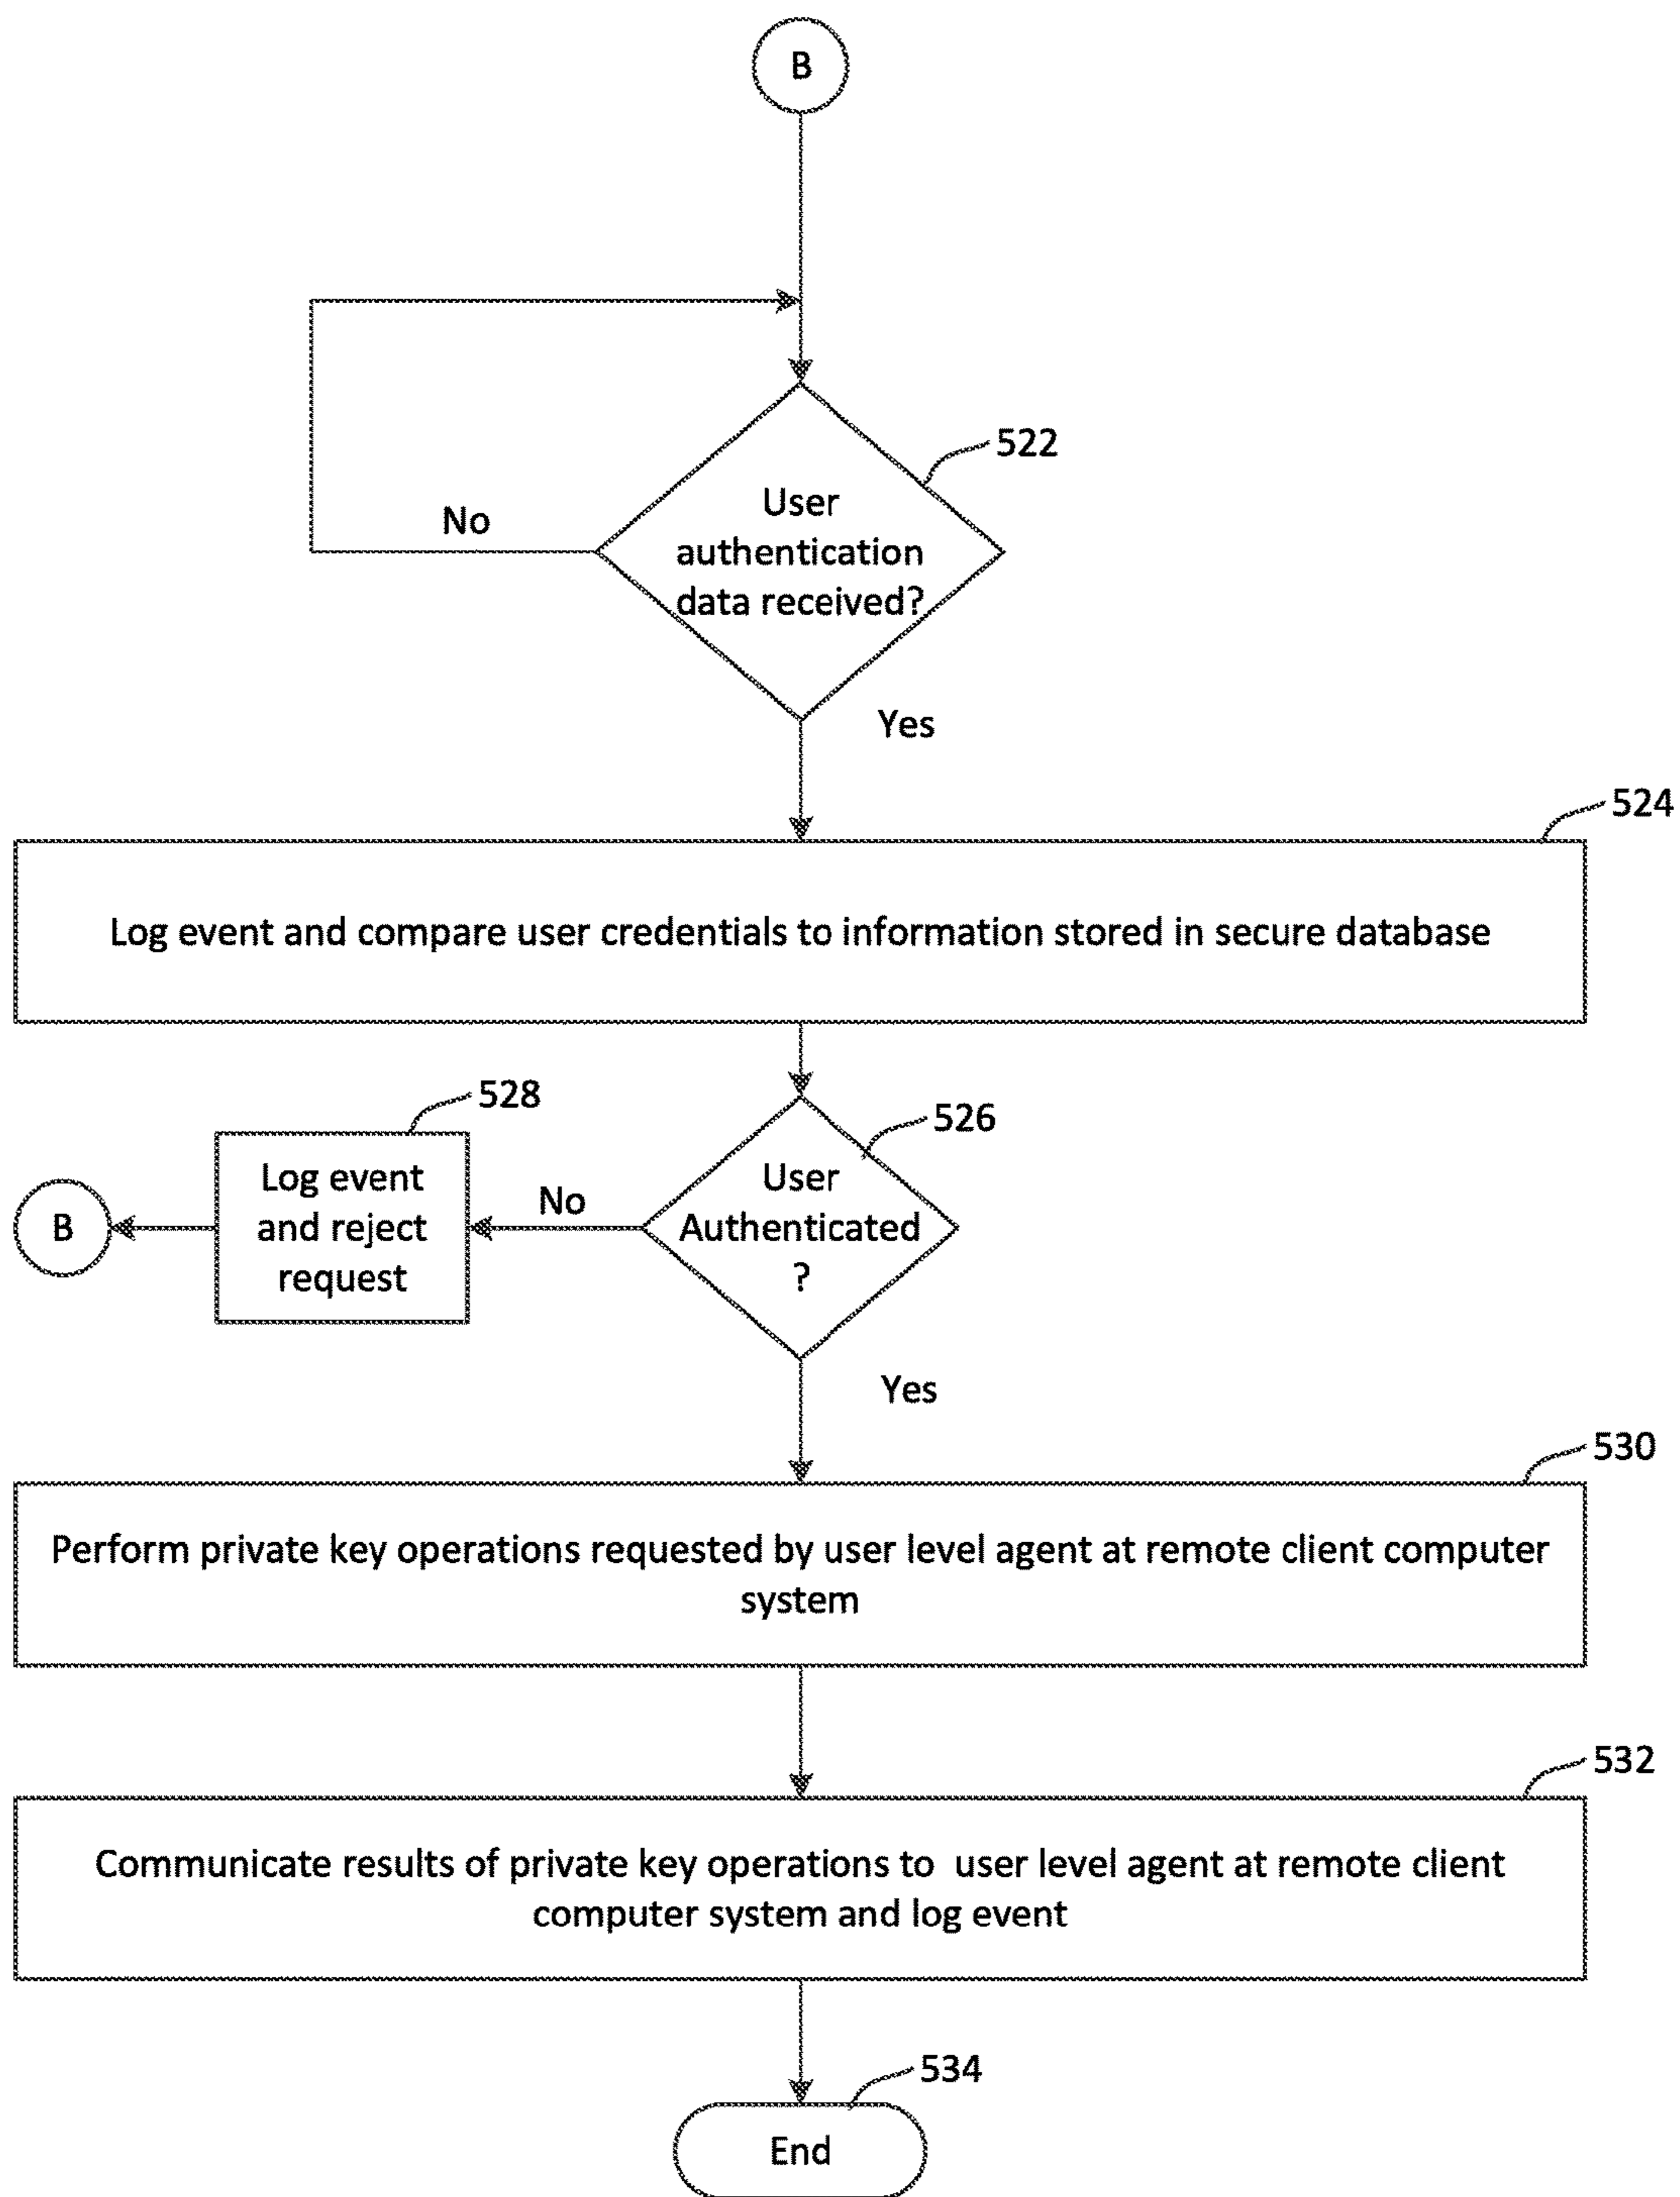 B
522
User
authentication
data received?
No
Yes
524
Log event and compare user credentials to information stored in secure database
528
526
B
Log event
and reject
request
No
User
Authenticated
?
Yes
530
Perform private key operations requested by user level agent at remote client computer
system
532
Communicate results of private key operations to user level agent at remote client
computer system and log event
534
End